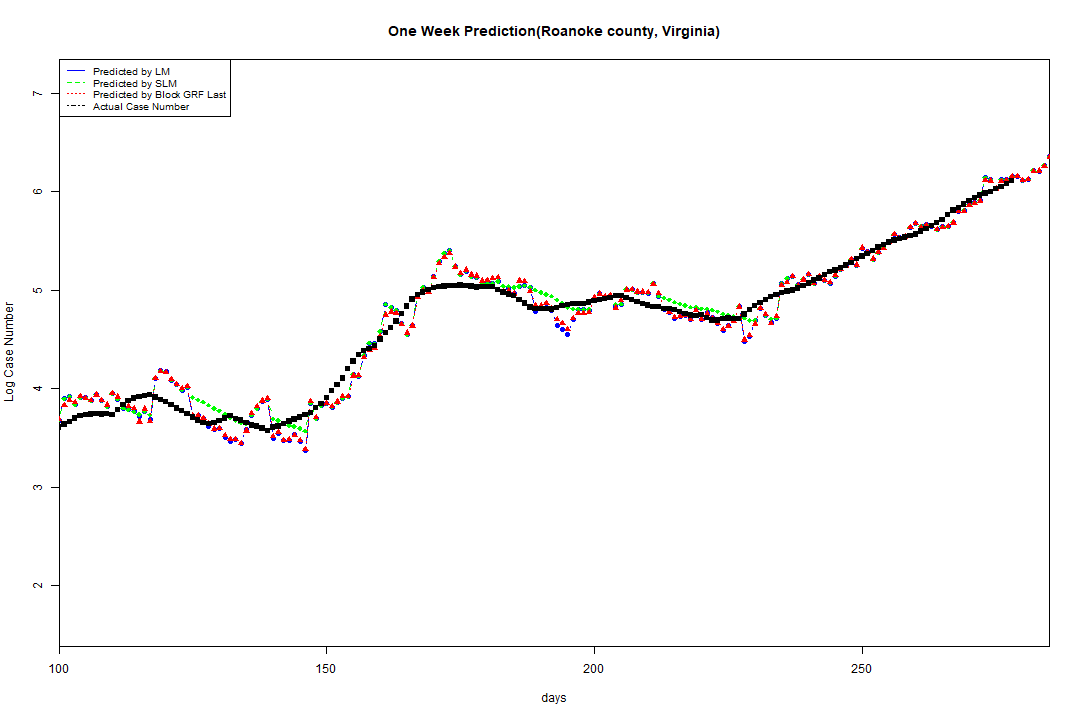 One Week Prediction(Roanoke county, Virginia)
Predicted by LM
Predicted by SLM
Predicted by Block GRF Last
Actual Case Number
7
6
5
4
3
2
Log Case Number
100 150 200 250
days